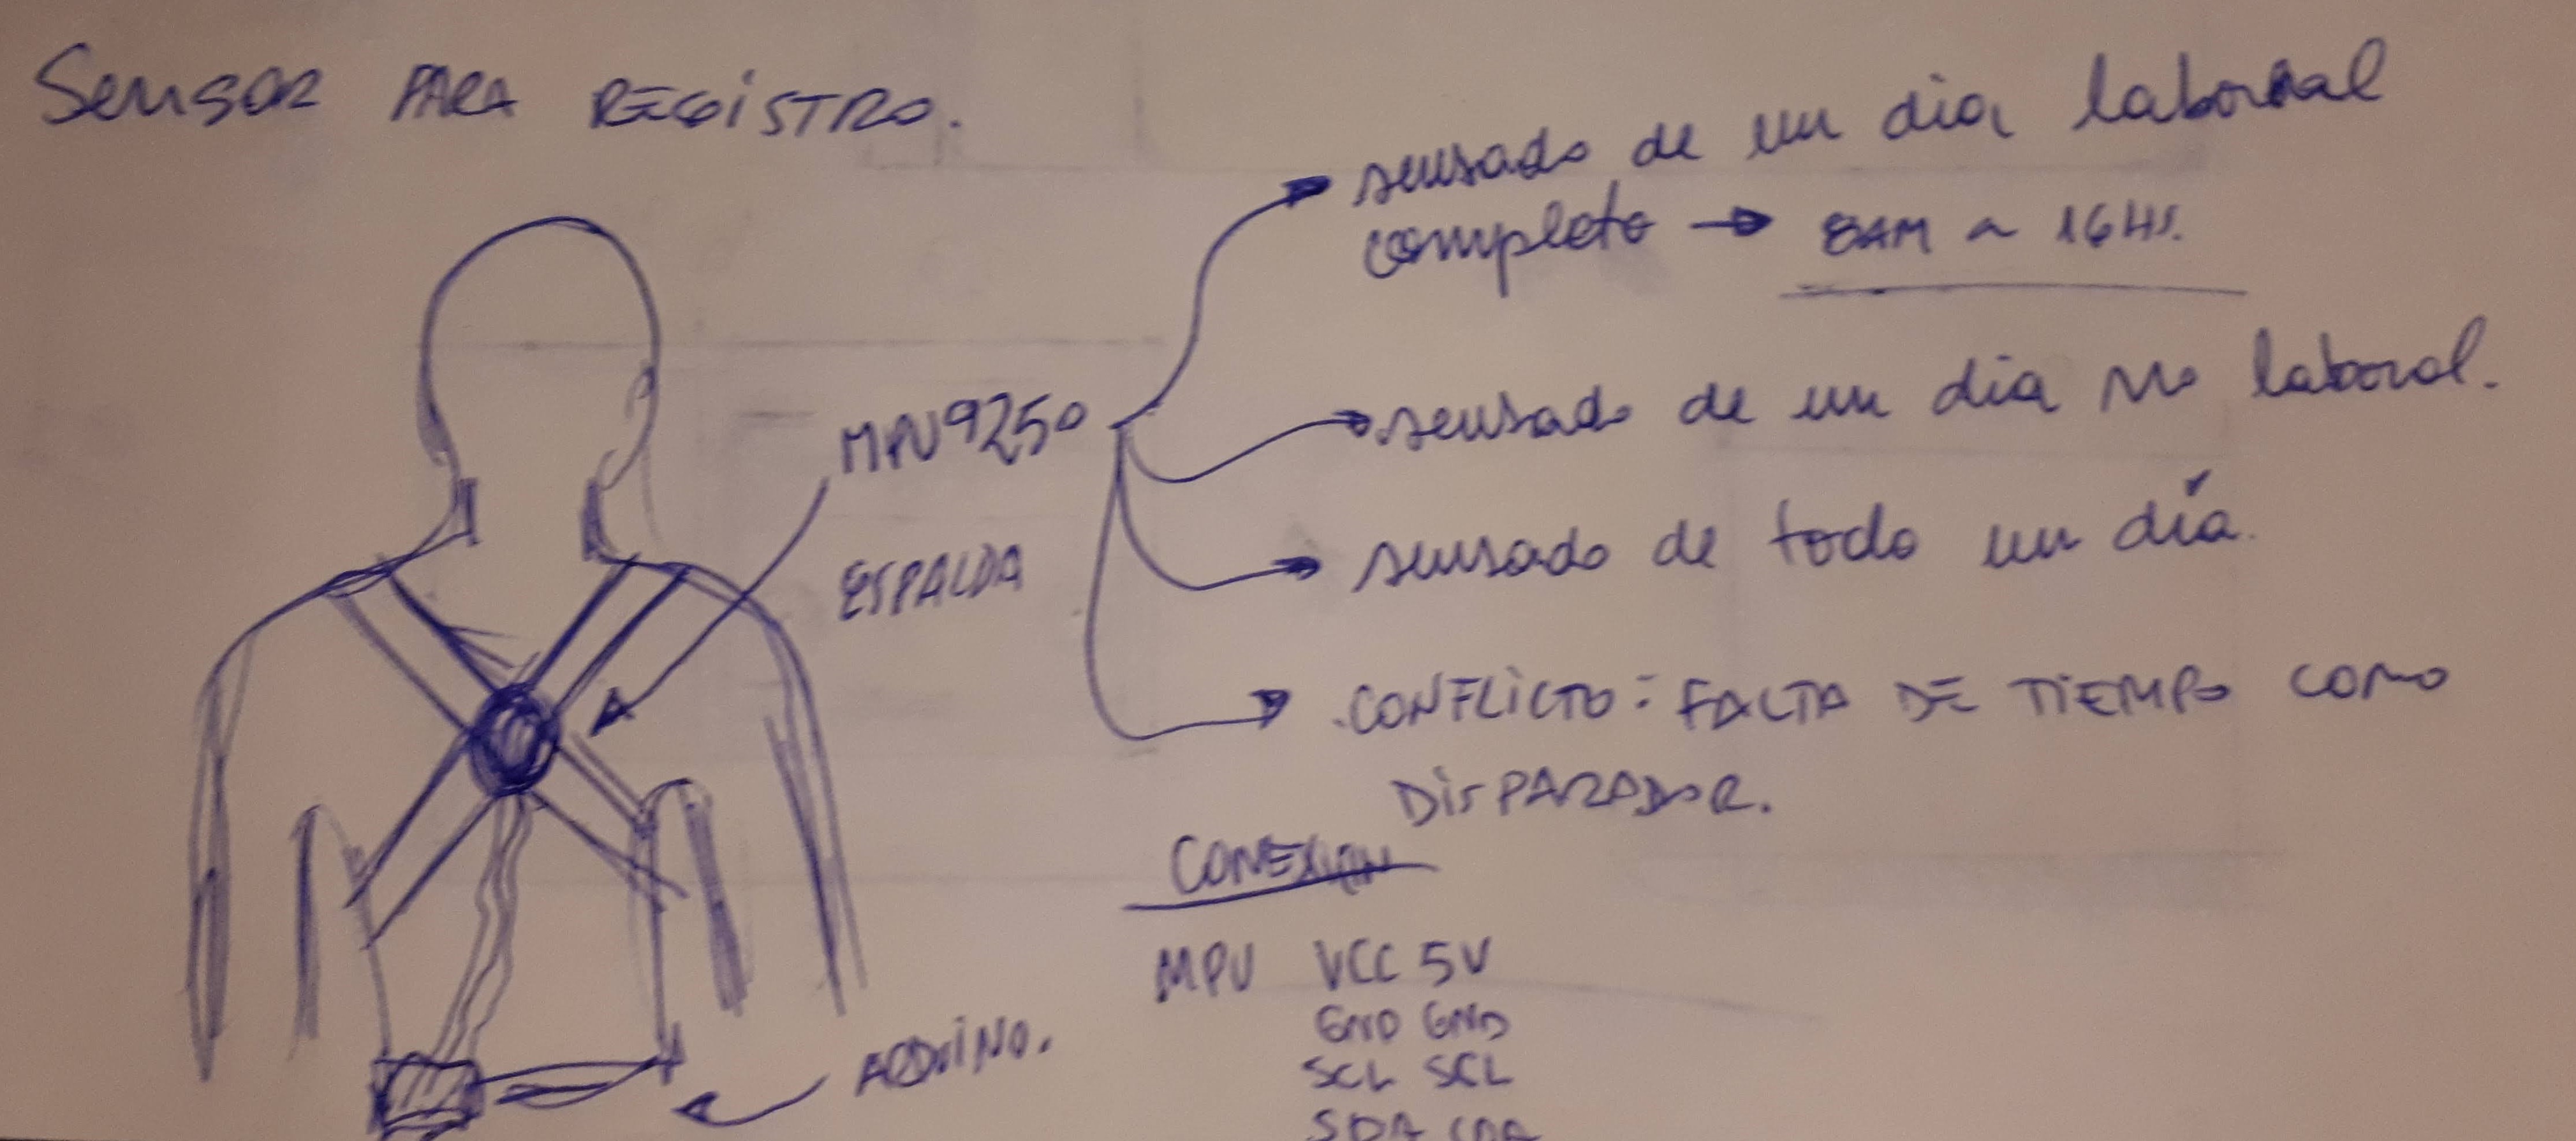 Sensor PARA REGISTRO.
sensado de un dia laboral
completo → 8AM a 16Hs.
MPU9250
sensado de un dia no laboral.
ESPALDA
sensado de todo un día.
CONFLICTO: FALTA DE TIEMPO COMO
DISPARADOR.
CONEXION
MPU VCC 5V
GND GND
SCL SCL
SDA SDA
ARDUINO.